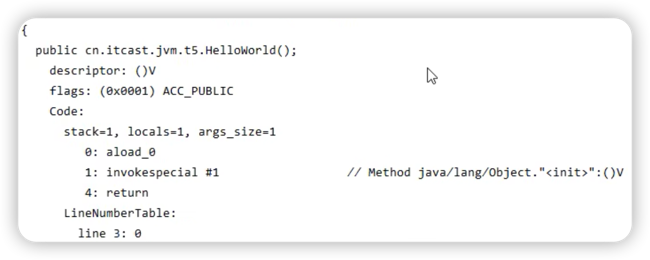 {
public cn.itcast.jvm.t5.HelloWorld();
descriptor: ()V
flags: (0x0001) ACC_PUBLIC
Code:
stack=1, locals=1, args_size=1
0: aload_0
1: invokespecial #1 // Method java/lang/Object."<init>":()V
4: return
LineNumberTable:
line 3: 0